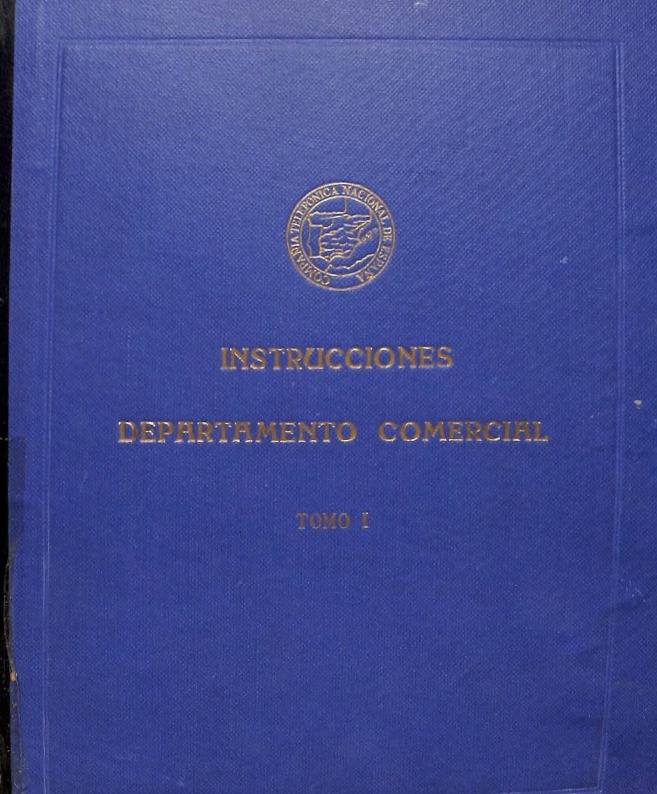 COMPAÑIA TELEFONICA NACIONAL DE ESPAÑA
INSTRUCCIONES
DEPARTAMENTO COMERCIAL
TOMO I